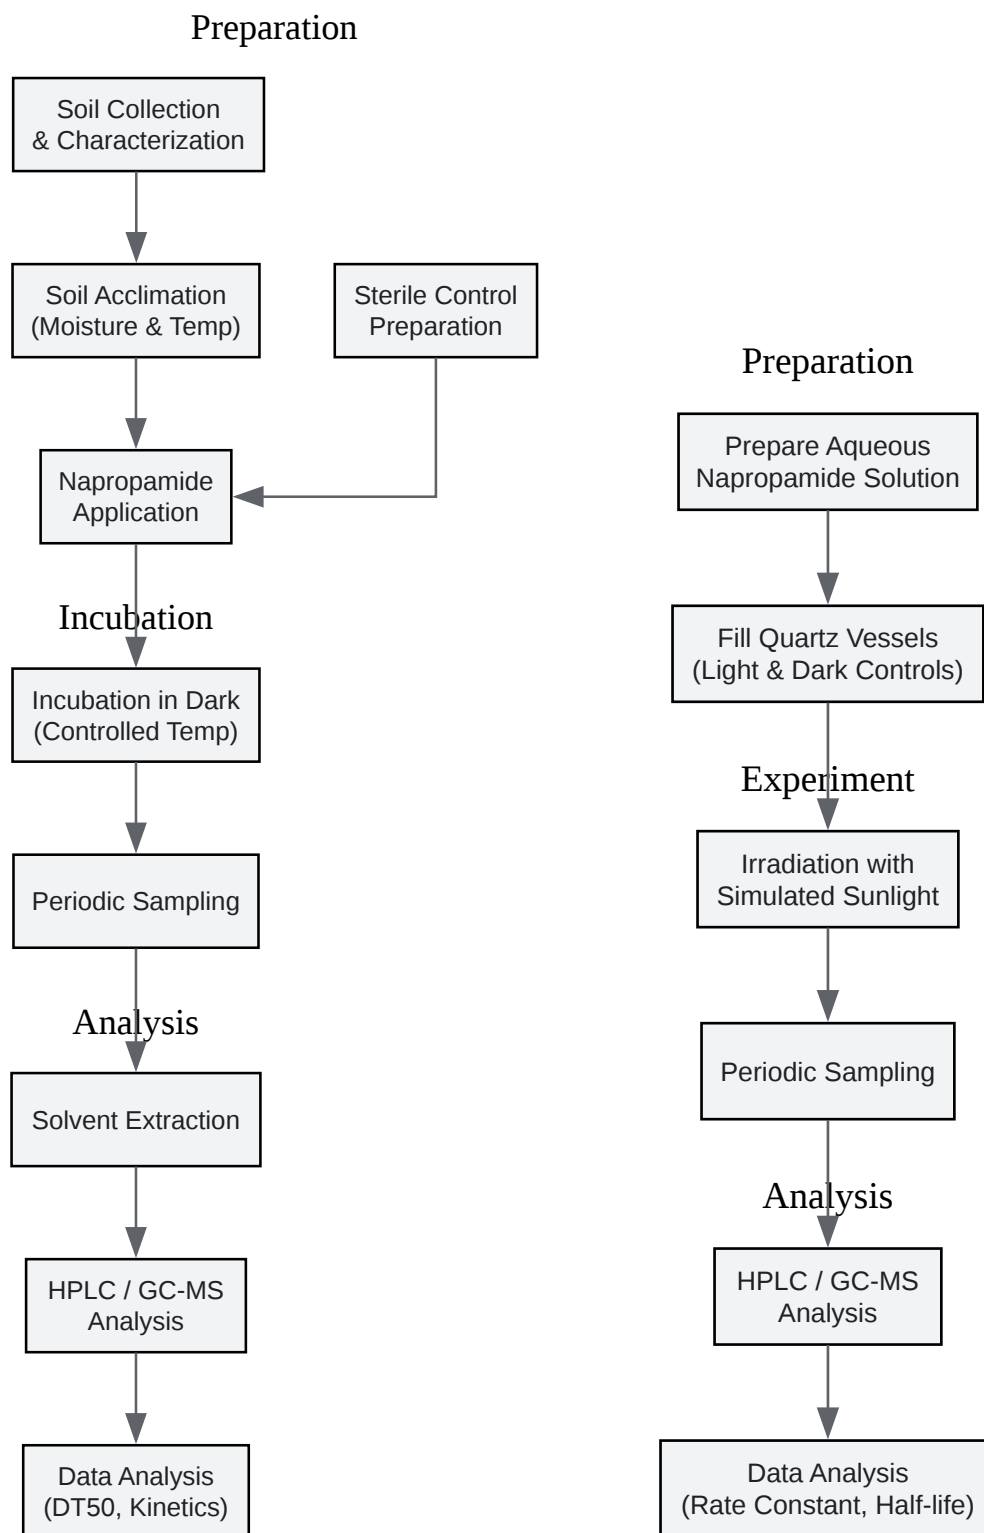 Preparation
Soil Collection
& Characterization
Soil Acclimation
(Moisture & Temp)
Sterile Control
Preparation
Napropamide
Application
Incubation
Incubation in Dark
(Controlled Temp)
Periodic Sampling
Analysis
Solvent Extraction
HPLC / GC-MS
Analysis
Data Analysis
(DT50, Kinetics)
Preparation
Prepare Aqueous
Napropamide Solution
Fill Quartz Vessels
(Light & Dark Controls)
Experiment
Irradiation with
Simulated Sunlight
Periodic Sampling
Analysis
HPLC / GC-MS
Analysis
Data Analysis
(Rate Constant, Half-life)